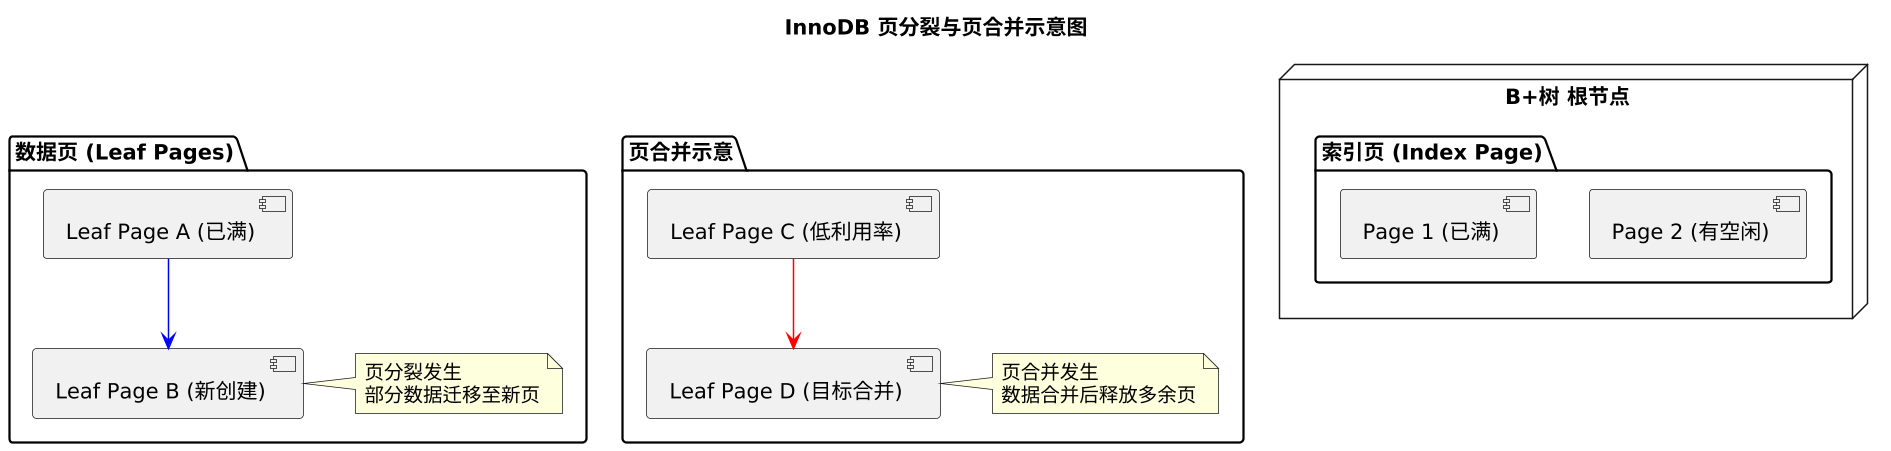 InnoDB 页分裂与页合并示意图
数据页 (Leaf Pages)
Leaf Page A (已满)
Leaf Page B (新创建)
页分裂发生
部分数据迁移至新页
页合并示意
Leaf Page C (低利用率)
Leaf Page D (目标合并)
页合并发生
数据合并后释放多余页
B+树 根节点
索引页 (Index Page)
Page 1 (已满)
Page 2 (有空闲)